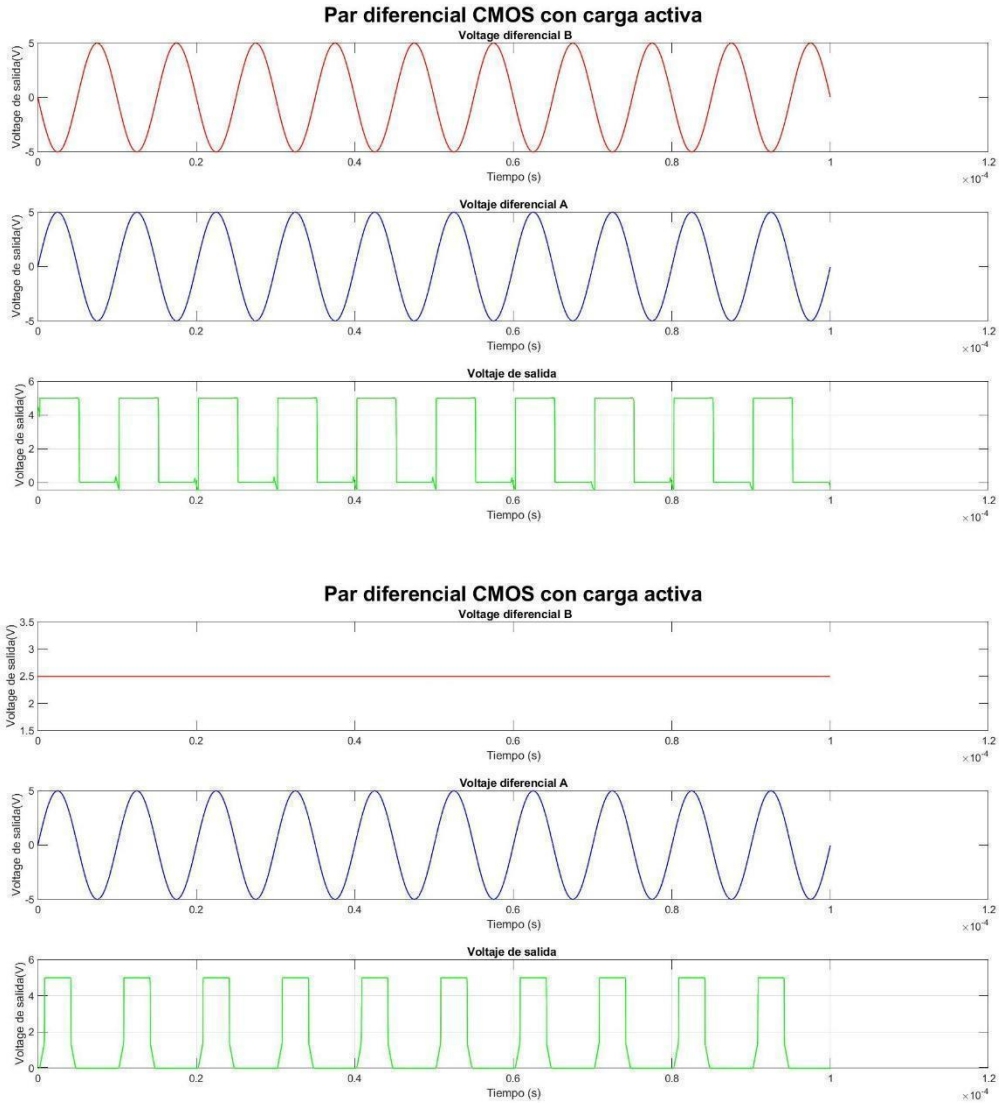 Par diferencial CMOS con carga activa
Voltage diferencial B
Voltage de salida(V)
5
0
-5
0 0.2 0.4 0.6 0.8 1 1.2
Tiempo (s)
×10⁻⁴
Voltaje diferencial A
Voltage de salida(V)
5
0
-5
0 0.2 0.4 0.6 0.8 1 1.2
Tiempo (s)
×10⁻⁴
Voltaje de salida
Voltage de salida(V)
6
4
2
0
0 0.2 0.4 0.6 0.8 1 1.2
Tiempo (s)
×10⁻⁴
Par diferencial CMOS con carga activa
Voltage diferencial B
Voltage de salida(V)
3.5
3
2.5
2
1.5
0 0.2 0.4 0.6 0.8 1 1.2
Tiempo (s)
×10⁻⁴
Voltaje diferencial A
Voltage de salida(V)
5
0
-5
0 0.2 0.4 0.6 0.8 1 1.2
Tiempo (s)
×10⁻⁴
Voltaje de salida
Voltage de salida(V)
6
4
2
0
0 0.2 0.4 0.6 0.8 1 1.2
Tiempo (s)
×10⁻⁴